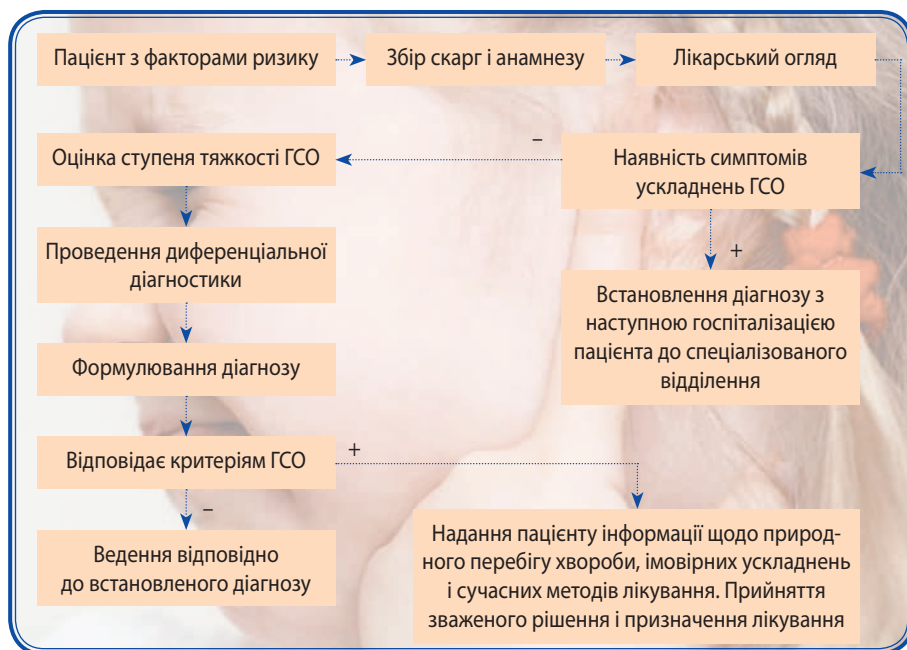 Пацієнт з факторами ризику
Збір скарг і анамнезу
Лікарський огляд
Наявність симптомів
ускладнень ГСО
–
Оцінка ступеня тяжкості ГСО
+
Встановлення діагнозу з
наступною госпіталізацією
пацієнта до спеціалізованого
відділення
Проведення диференціальної
діагностики
Формулювання діагнозу
Відповідає критеріям ГСО
+
Надання пацієнту інформації щодо природ-
ного перебігу хвороби, імовірних ускладнень
і сучасних методів лікування. Прийняття
зваженого рішення і призначення лікування
–
Ведення відповідно
до встановленого діагнозу